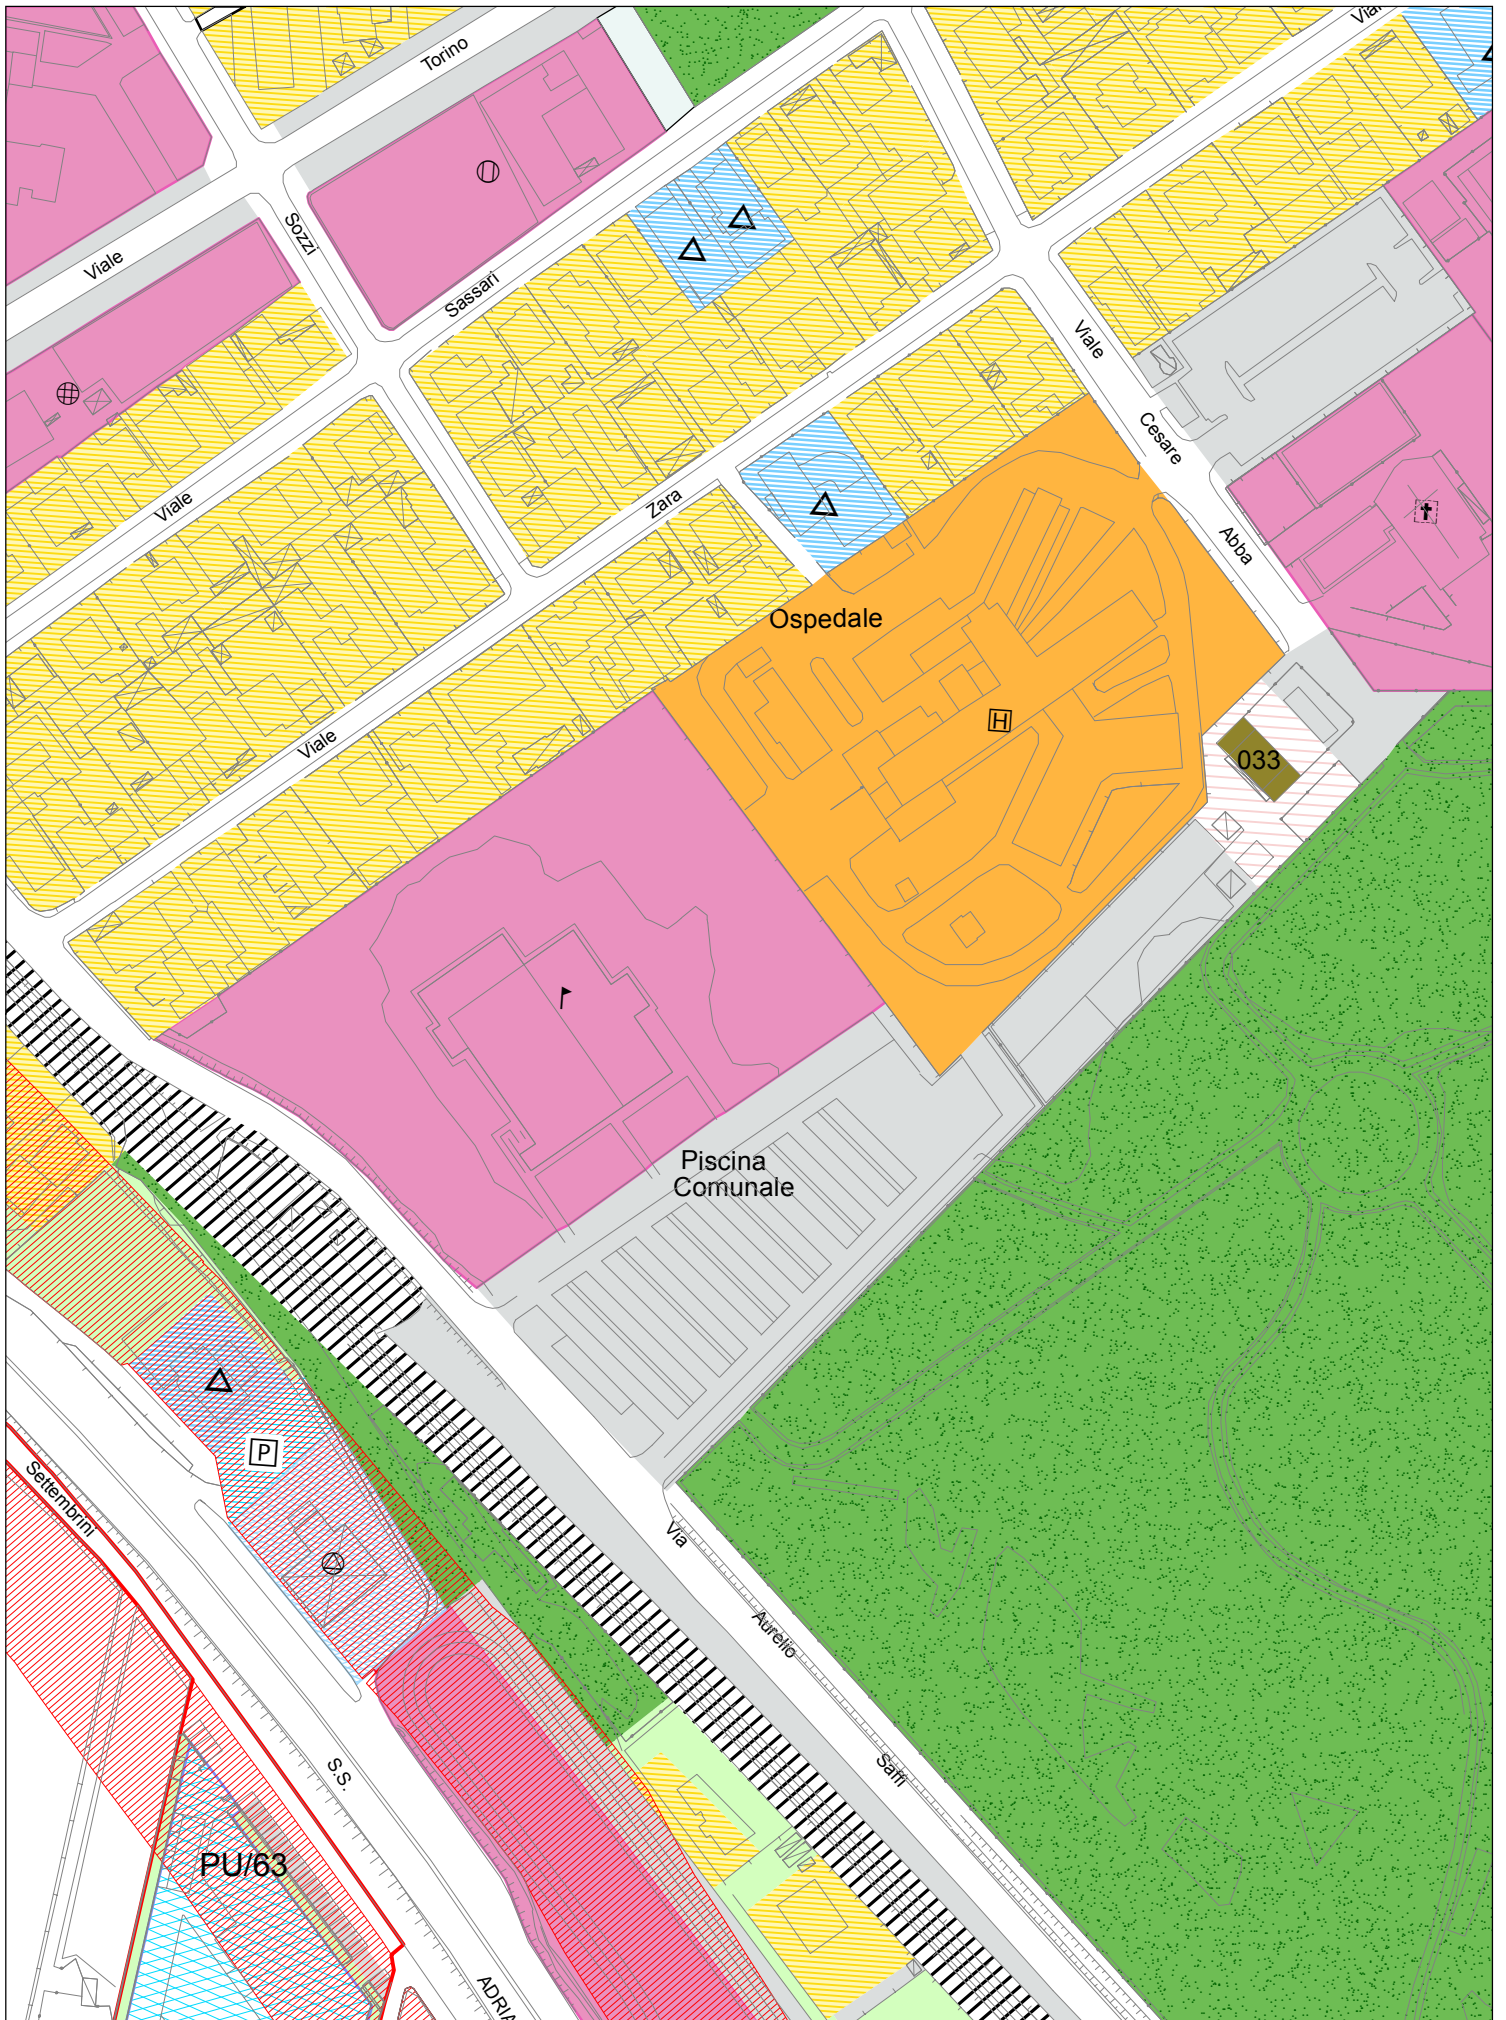 Torino
Sozzi
Viale
Sassari
Viale
Cesare
Abba
Viale
Zara
Ospedale
H
033
Viale
Piscina
Comunale
P
Settembrini
Via
Aurelio
Saffi
S.S.
PU/63